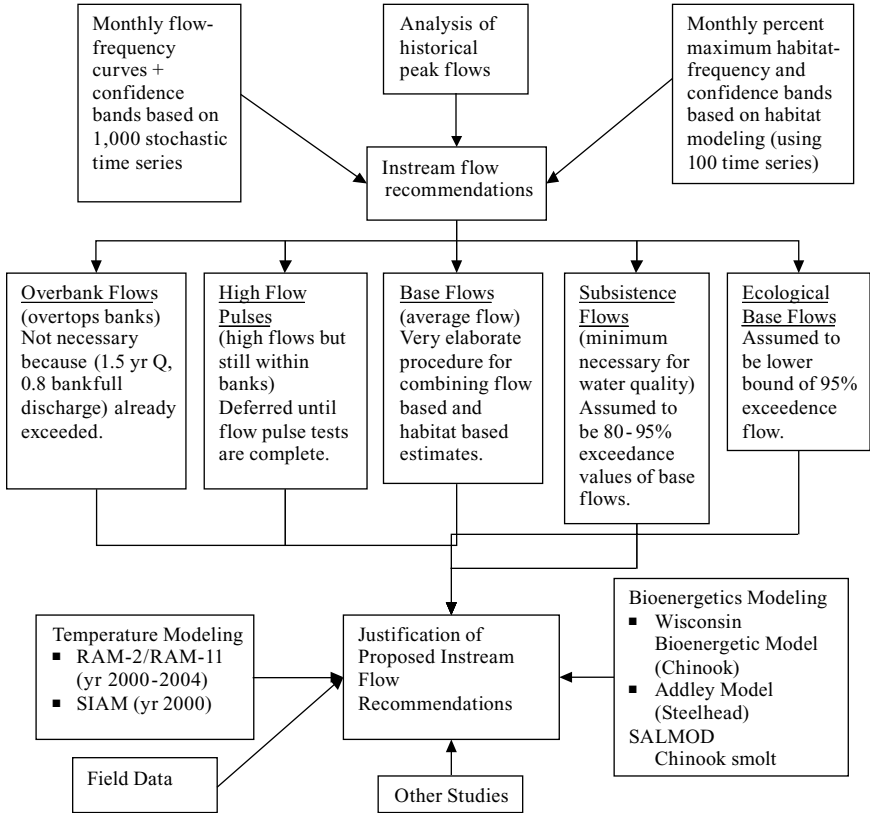 Monthly flow-
frequency
curves +
confidence
bands based on
1,000 stochastic
time series
Analysis of
historical
peak flows
Monthly percent
maximum habitat-
frequency and
confidence bands
based on habitat
modeling (using
100 time series)
Instream flow
recommendations
Overbank Flows
(overtops banks)
Not necessary
because (1.5 yr Q,
0.8 bankfull
discharge) already
exceeded.
High Flow
Pulses
(high flows but
still within
banks)
Deferred until
flow pulse tests
are complete.
Base Flows
(average flow)
Very elaborate
procedure for
combining flow
based and
habitat based
estimates.
Subsistence
Flows
(minimum
necessary for
water quality)
Assumed to
be 80-95%
exceedance
values of base
flows.
Ecological
Base Flows
Assumed to
be lower
bound of 95%
exceedence
flow.
Temperature Modeling
▪ RAM-2/RAM-11
(yr 2000-2004)
▪ SIAM (yr 2000)
Justification of
Proposed Instream
Flow
Recommendations
Bioenergetics Modeling
▪ Wisconsin
Bioenergetic Model
(Chinook)
▪ Addley Model
(Steelhead)
SALMOD
Chinook smolt
Field Data
Other Studies